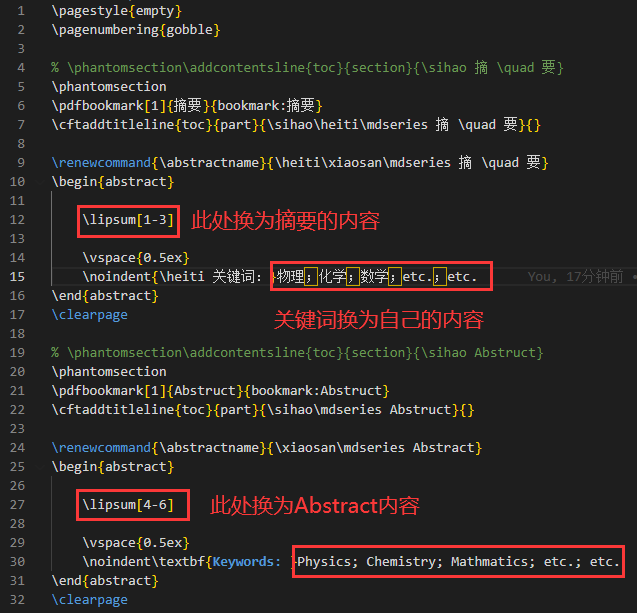 1 \pagestyle{empty}
2 \pagenumbering{gobble}
3
4 % \phantomsection\addcontentsline{toc}{section}{\sihao 摘 \quad 要}
5 \phantomsection
6 \pdfbookmark[1]{摘要}{bookmark:摘要}
7 \cftaddtitleline{toc}{part}{\sihao\heiti\mdseries 摘 \quad 要}{}
8
9 \renewcommand{\abstractname}{\heiti\xiaosan\mdseries 摘 \quad 要}
10 \begin{abstract}
11
12 \lipsum[1-3] 此处换为摘要的内容
13
14 \vspace{0.5ex}
15 \noindent{\heiti 关键词：}物理；化学；数学；etc.；etc. You, 17分钟前 •
16 \end{abstract}
17 \clearpage
关键词换为自己的内容
18
19 % \phantomsection\addcontentsline{toc}{section}{\sihao Abstruct}
20 \phantomsection
21 \pdfbookmark[1]{Abstruct}{bookmark:Abstruct}
22 \cftaddtitleline{toc}{part}{\sihao\mdseries Abstruct}{}
23
24 \renewcommand{\abstractname}{\xiaosan\mdseries Abstract}
25 \begin{abstract}
26
27 \lipsum[4-6] 此处换为Abstract内容
28
29 \vspace{0.5ex}
30 \noindent\textbf{Keywords: }Physics; Chemistry; Mathmatics; etc.; etc.
31 \end{abstract}
32 \clearpage